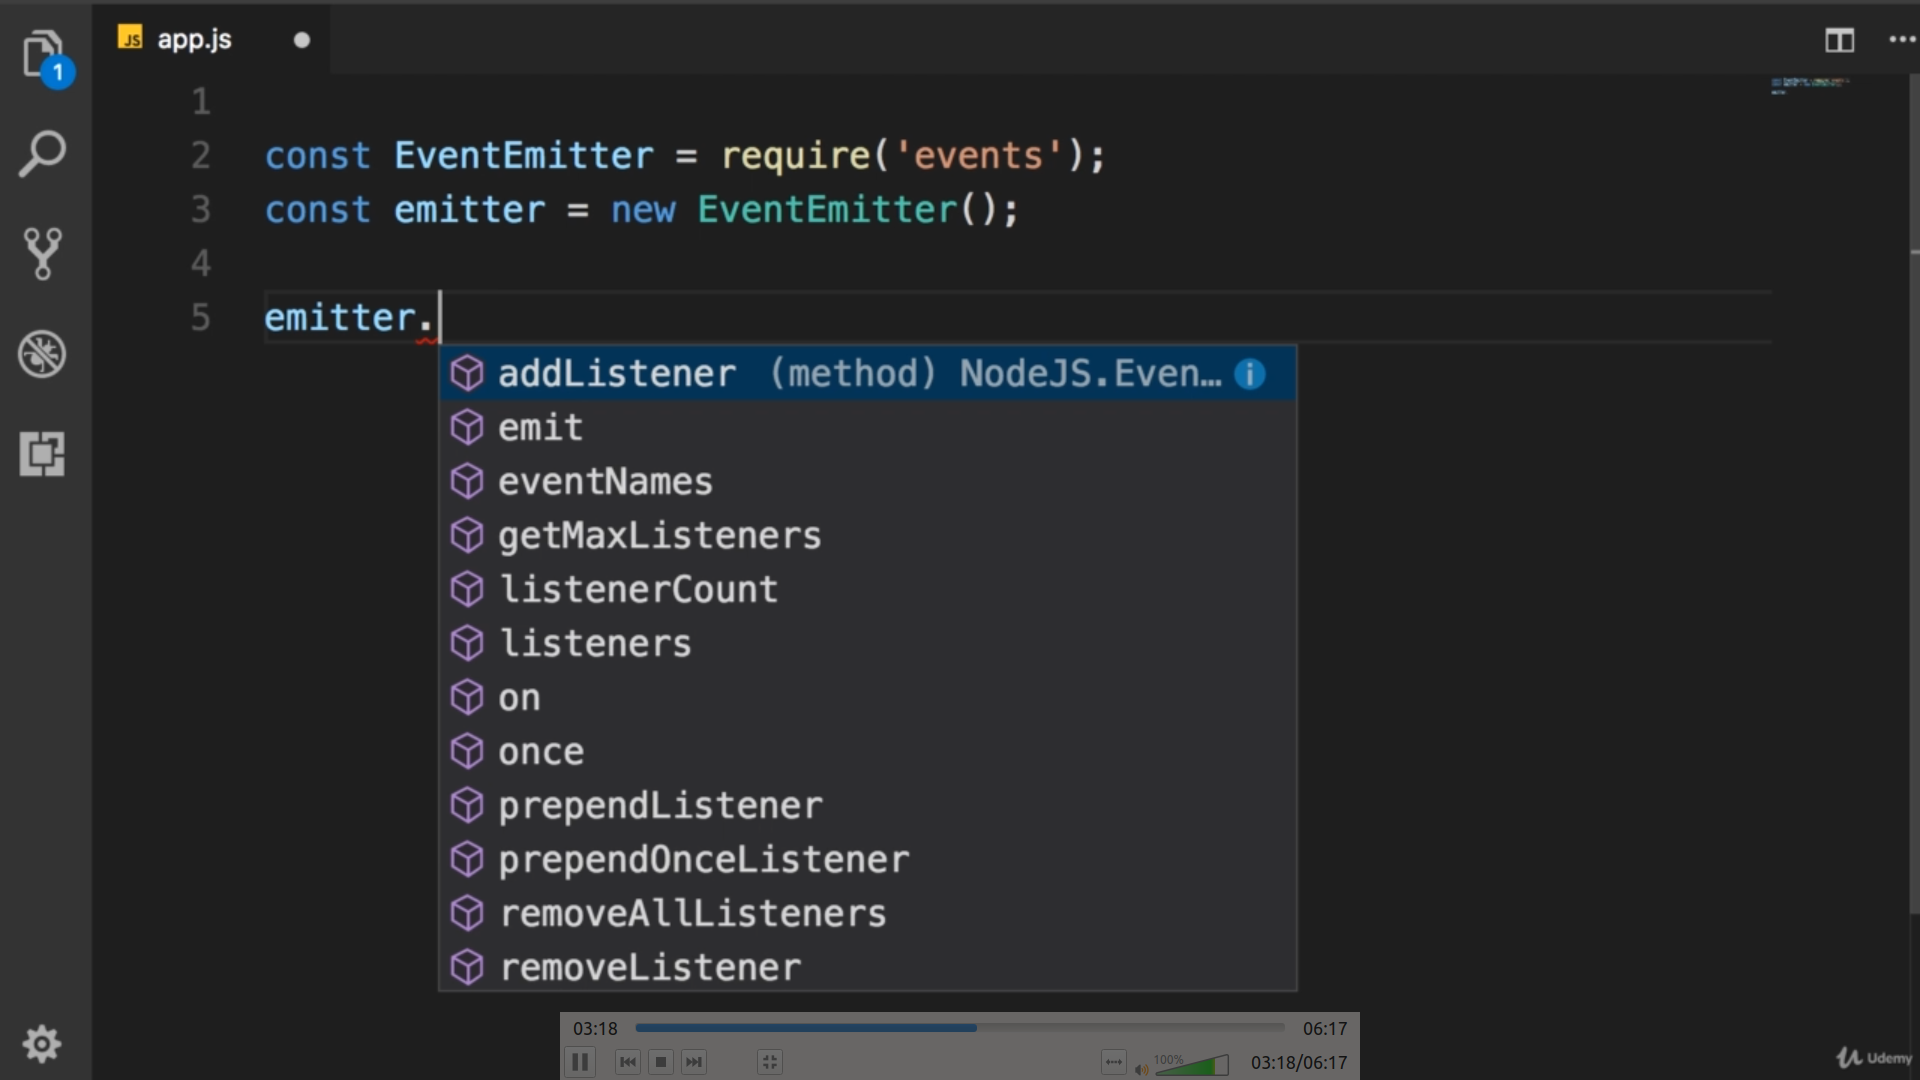 JS app.js
1
1
2 const EventEmitter = require('events');
3 const emitter = new EventEmitter();
4
5 emitter.
addListener (method) NodeJS.Even… i
emit
eventNames
getMaxListeners
listenerCount
listeners
on
once
prependListener
prependOnceListener
removeAllListeners
removeListener
03:18 06:17
100% 03:18/06:17
Udemy